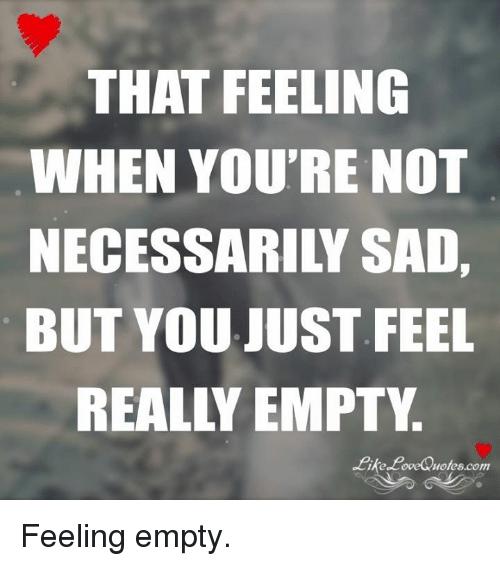 THAT FEELING
WHEN YOU'RE NOT
NECESSARILY SAD,
BUT YOU JUST FEEL
REALLY EMPTY.
LikeLoveQuotes.com
Feeling empty.